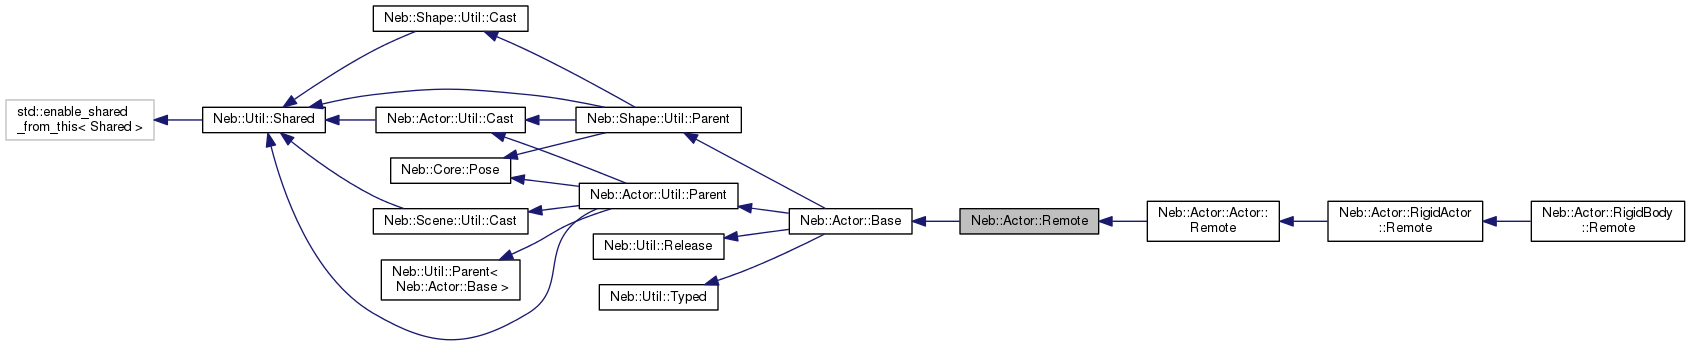 Neb::Shape::Util::Cast
std::enable_shared
_from_this< Shared >
Neb::Util::Shared
Neb::Actor::Util::Cast
Neb::Shape::Util::Parent
Neb::Core::Pose
Neb::Actor::Util::Parent
Neb::Scene::Util::Cast
Neb::Actor::Base
Neb::Actor::Remote
Neb::Actor::Actor::
Remote
Neb::Actor::RigidActor
::Remote
Neb::Actor::RigidBody
::Remote
Neb::Util::Release
Neb::Util::Parent<
Neb::Actor::Base >
Neb::Util::Typed